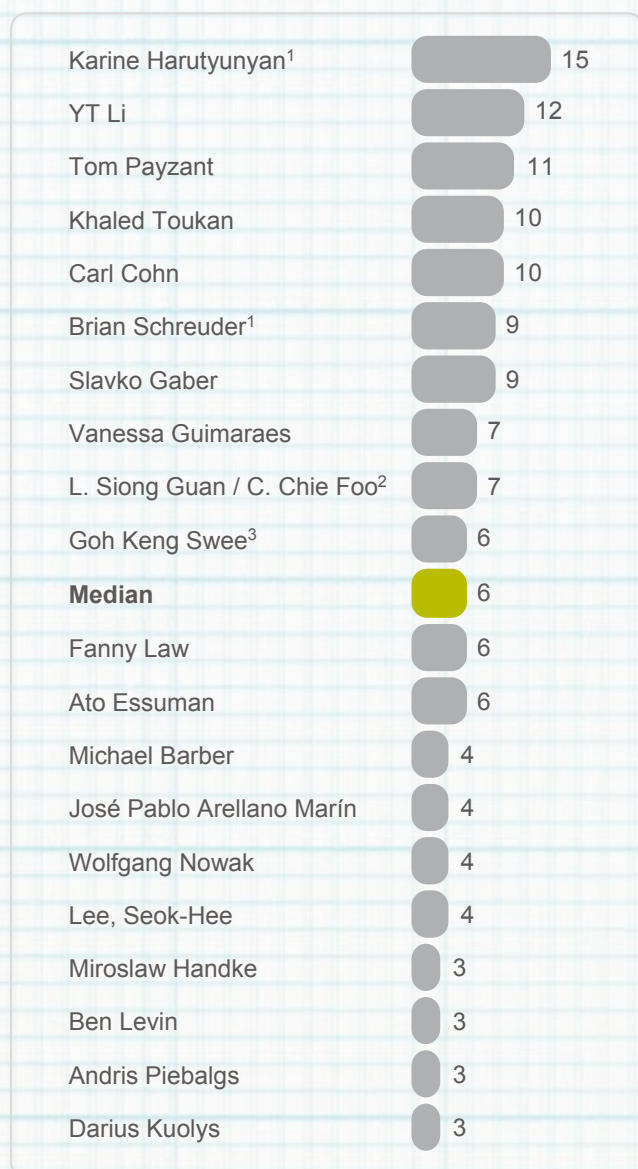 Karine Harutyunyan¹ 15
YT Li 12
Tom Payzant 11
Khaled Toukan 10
Carl Cohn 10
Brian Schreuder¹ 9
Slavko Gaber 9
Vanessa Guimaraes 7
L. Siong Guan / C. Chie Foo² 7
Goh Keng Swee³ 6
Median 6
Fanny Law 6
Ato Essuman 6
Michael Barber 4
José Pablo Arellano Marín 4
Wolfgang Nowak 4
Lee, Seok-Hee 4
Miroslaw Handke 3
Ben Levin 3
Andris Piebalgs 3
Darius Kuolys 3